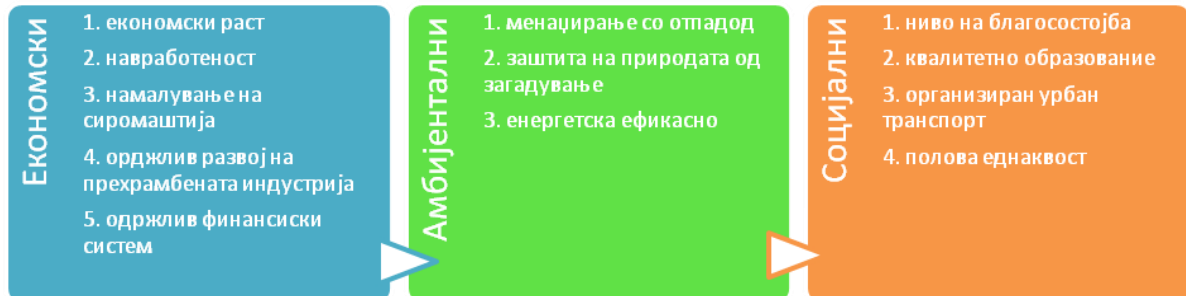 Економски
1. економски раст
2. навработеност
3. намалување на
сиромаштија
4. орджлив развој на
прехрамбената индустрија
5. одржлив финансиски
систем
Амбијентални
1. менаџирање со отпадод
2. заштита на природата од
загадување
3. енергетска ефикасно
Социјални
1. ниво на благосостојба
2. квалитетно образование
3. организиран урбан
транспорт
4. полова еднаквост